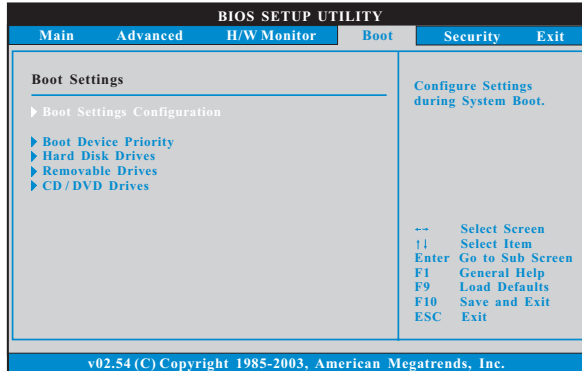 BIOS SETUP UTILITY
Main Advanced H/W Monitor Boot Security Exit
Boot Settings
Boot Settings Configuration
Boot Device Priority
Hard Disk Drives
Removable Drives
CD / DVD Drives
Configure Settings
during System Boot.
←→ Select Screen
↑↓ Select Item
Enter Go to Sub Screen
F1 General Help
F9 Load Defaults
F10 Save and Exit
ESC Exit
v02.54 (C) Copyright 1985-2003, American Megatrends, Inc.